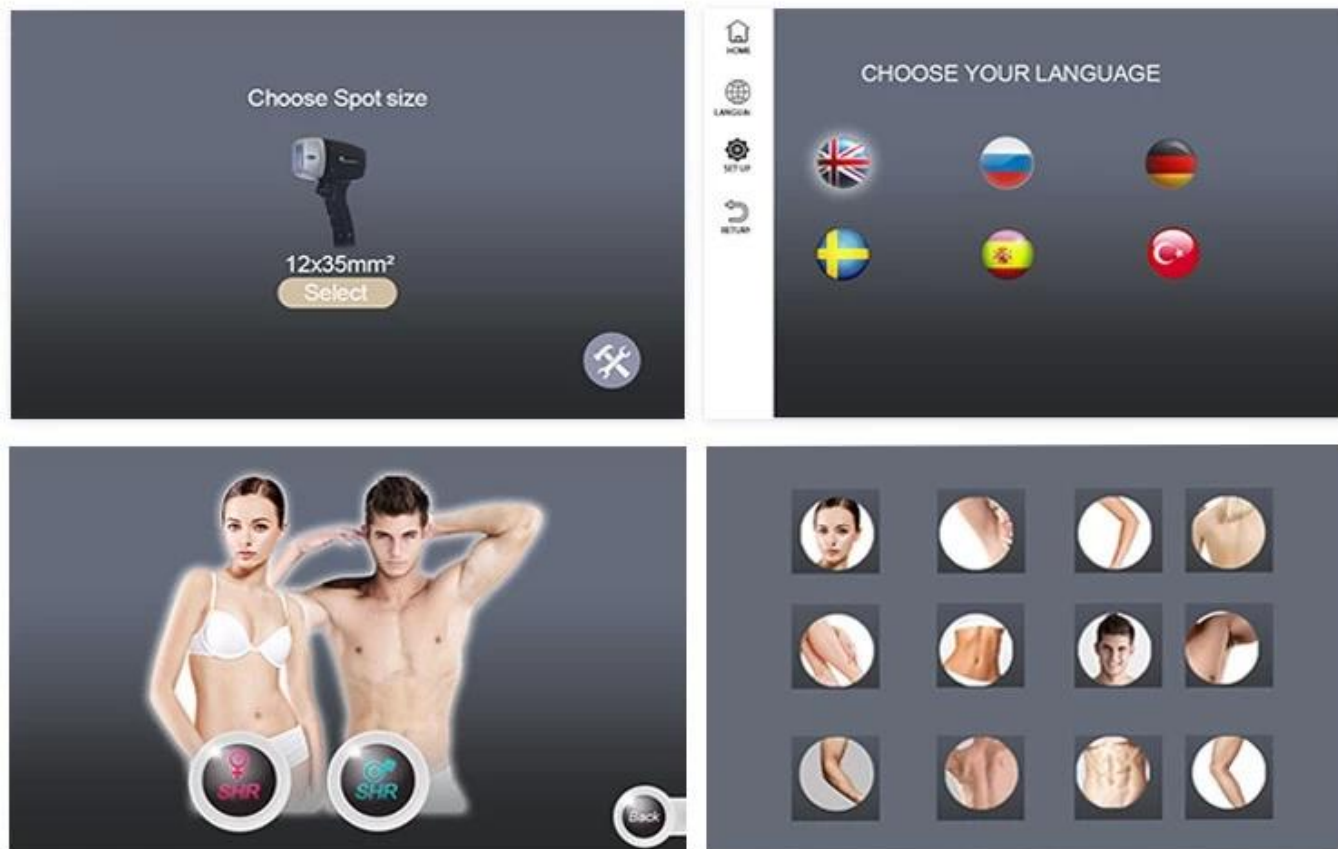 Choose Spot size
12x35mm²
Select
HOME
SET UP
RETURN
CHOOSE YOUR LANGUAGE
SHR
SHR
Back